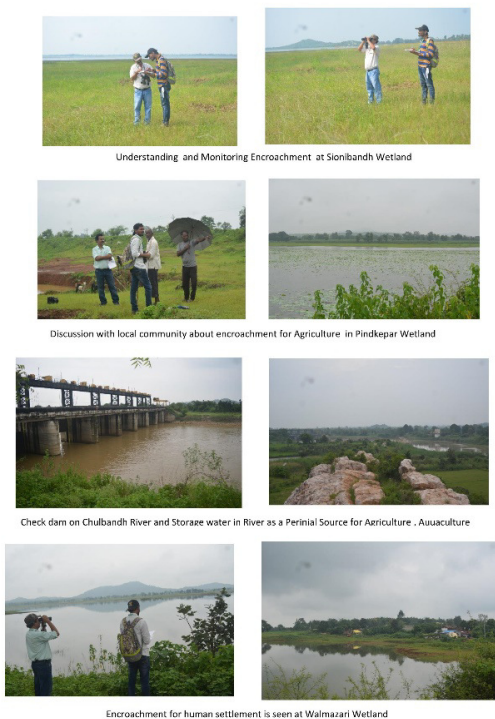 Understanding and Monitoring Encroachment at Sionibandh Wetland
Discussion with local community about encroachment for Agriculture in Pindkepar Wetland
Check dam on Chulbandh River and Storage water in River as a Perinial Source for Agriculture , Aquaculture
Encroachment for human settlement is seen at Walmazari Wetland